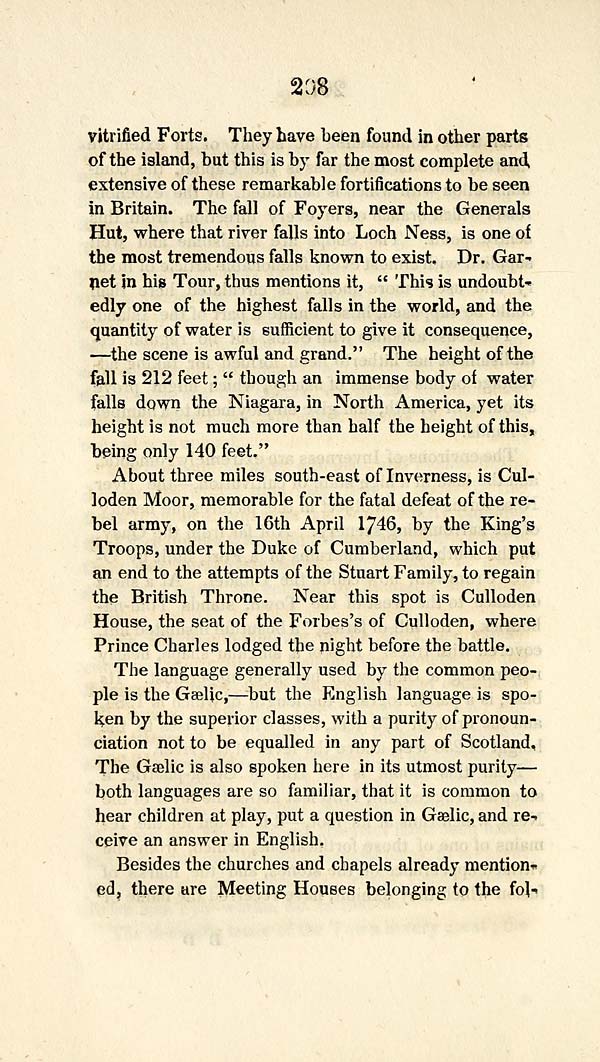 208
vitrified Forts. They have been found in other parts
of the island, but this is by far the most complete and
extensive of these remarkable fortifications to be seen
in Britain. The fall of Foyers, near the Generals
Hut, where that river falls into Loch Ness, is one of
the most tremendous falls known to exist. Dr. Gar-
net in his Tour, thus mentions it, “ This is undoubt-
edly one of the highest falls in the world, and the
quantity of water is sufficient to give it consequence,
—the scene is awful and grand.” The height of the
fall is 212 feet ; “ though an immense body of water
falls down the Niagara, in North America, yet its
height is not much more than half the height of this,
being only 140 feet.”
About three miles south-east of Inverness, is Cul-
loden Moor, memorable for the fatal defeat of the re-
bel army, on the 16th April 1746, by the King’s
Troops, under the Duke of Cumberland, which put
an end to the attempts of the Stuart Family, to regain
the British Throne. Near this spot is Culloden
House, the seat of the Forbes’s of Culloden, where
Prince Charles lodged the night before the battle.
The language generally used by the common peo-
ple is the Gælic,—but the English language is spo-
ken by the superior classes, with a purity of pronoun-
ciation not to be equalled in any part of Scotland.
The Gælic is also spoken here in its utmost purity—
both languages are so familiar, that it is common to
hear children at play, put a question in Gælic, and re-
ceive an answer in English.
Besides the churches and chapels already mention-
ed, there are Meeting Houses belonging to the fol-